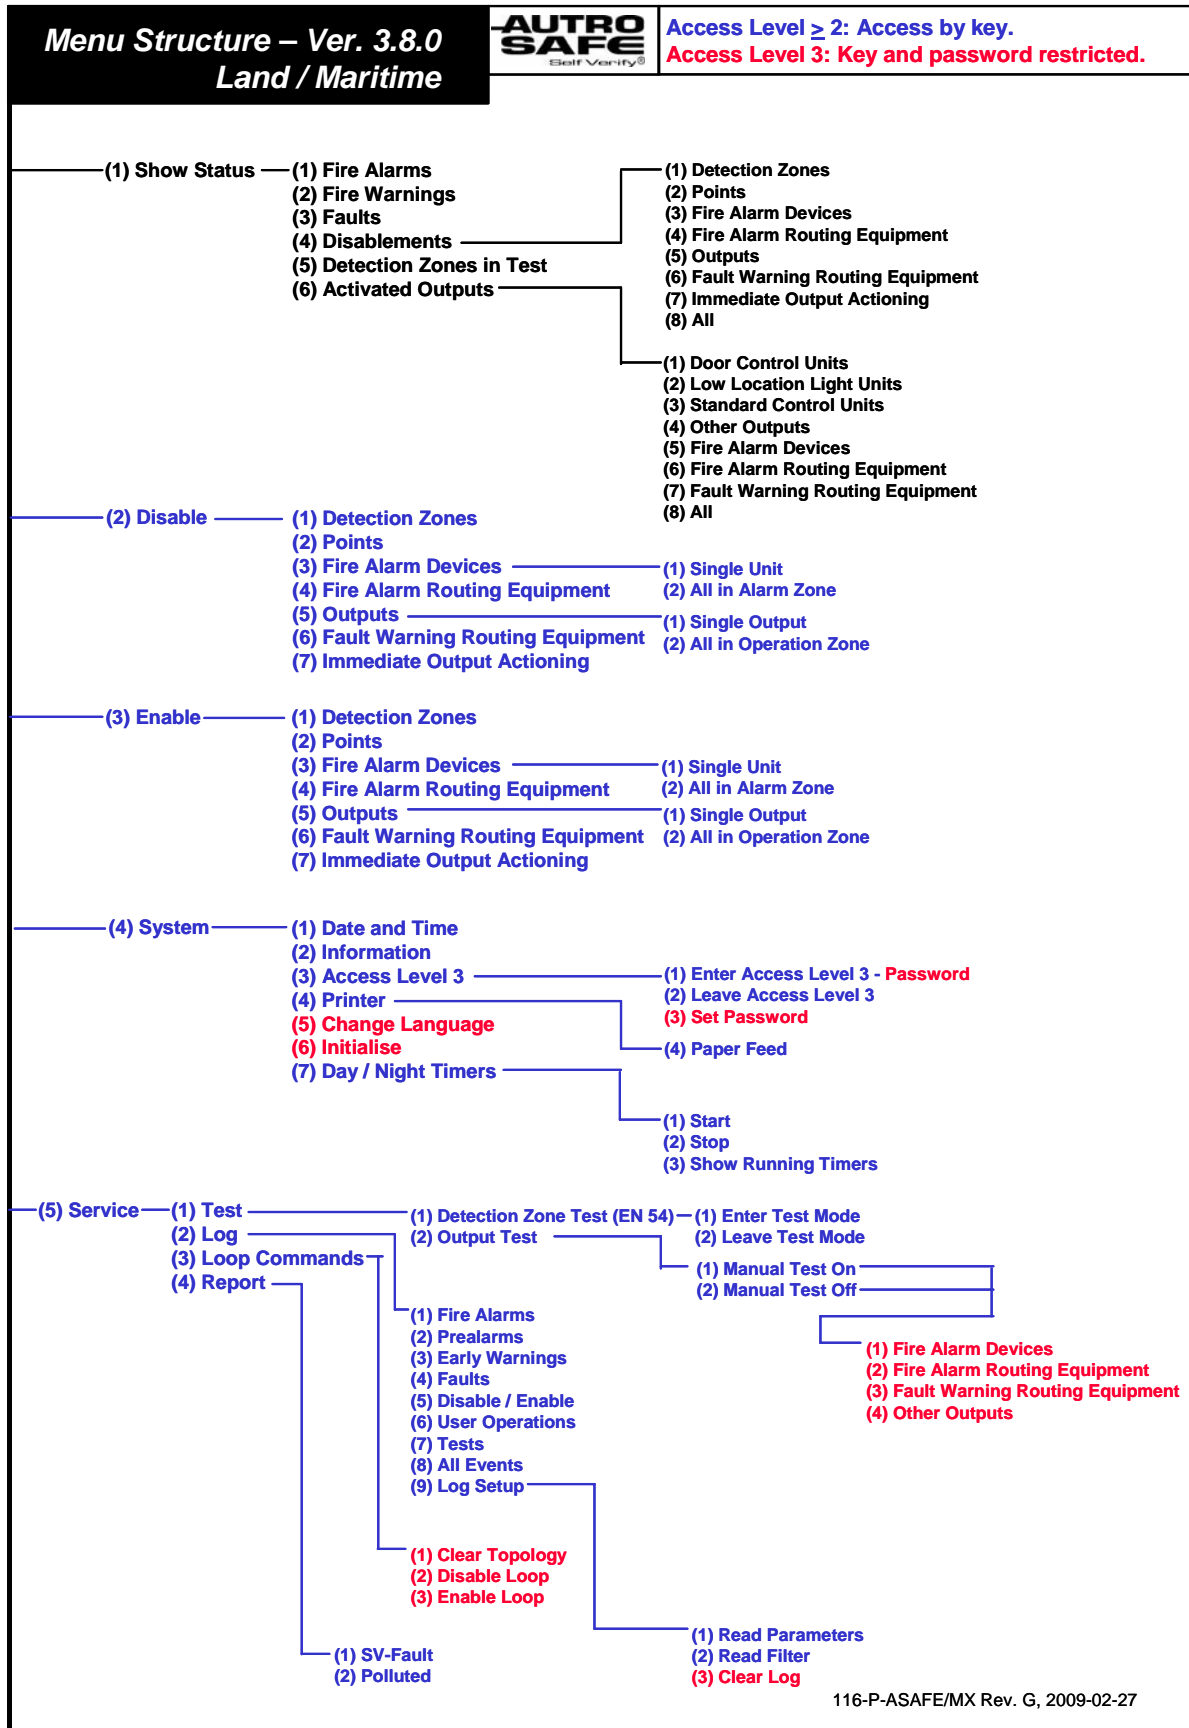 Menu Structure – Ver. 3.8.0
Land / Maritime
AUTRO
SAFE
Self Verify®
Access Level ≥ 2: Access by key.
Access Level 3: Key and password restricted.
(1) Show Status
(1) Fire Alarms
(2) Fire Warnings
(3) Faults
(4) Disablements
(5) Detection Zones in Test
(6) Activated Outputs
(1) Detection Zones
(2) Points
(3) Fire Alarm Devices
(4) Fire Alarm Routing Equipment
(5) Outputs
(6) Fault Warning Routing Equipment
(7) Immediate Output Actioning
(8) All
(1) Door Control Units
(2) Low Location Light Units
(3) Standard Control Units
(4) Other Outputs
(5) Fire Alarm Devices
(6) Fire Alarm Routing Equipment
(7) Fault Warning Routing Equipment
(8) All
(2) Disable
(1) Detection Zones
(2) Points
(3) Fire Alarm Devices
(4) Fire Alarm Routing Equipment
(5) Outputs
(6) Fault Warning Routing Equipment
(7) Immediate Output Actioning
(1) Single Unit
(2) All in Alarm Zone
(1) Single Output
(2) All in Operation Zone
(3) Enable
(1) Detection Zones
(2) Points
(3) Fire Alarm Devices
(4) Fire Alarm Routing Equipment
(5) Outputs
(6) Fault Warning Routing Equipment
(7) Immediate Output Actioning
(1) Single Unit
(2) All in Alarm Zone
(1) Single Output
(2) All in Operation Zone
(4) System
(1) Date and Time
(2) Information
(3) Access Level 3
(4) Printer
(5) Change Language
(6) Initialise
(7) Day / Night Timers
(1) Enter Access Level 3 - Password
(2) Leave Access Level 3
(3) Set Password
(4) Paper Feed
(1) Start
(2) Stop
(3) Show Running Timers
(5) Service
(1) Test
(2) Log
(3) Loop Commands
(4) Report
(1) Detection Zone Test (EN 54)
(2) Output Test
(1) Enter Test Mode
(2) Leave Test Mode
(1) Manual Test On
(2) Manual Test Off
(1) Fire Alarm Devices
(2) Fire Alarm Routing Equipment
(3) Fault Warning Routing Equipment
(4) Other Outputs
(1) Fire Alarms
(2) Prealarms
(3) Early Warnings
(4) Faults
(5) Disable / Enable
(6) User Operations
(7) Tests
(8) All Events
(9) Log Setup
(1) Clear Topology
(2) Disable Loop
(3) Enable Loop
(1) Read Parameters
(2) Read Filter
(3) Clear Log
(1) SV-Fault
(2) Polluted
116-P-ASAFE/MX Rev. G, 2009-02-27